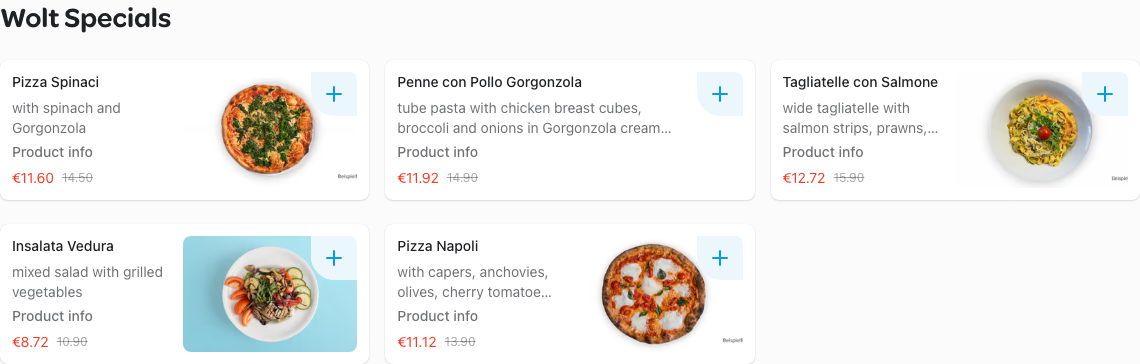 Wolt Specials
Pizza Spinaci
with spinach and
Gorgonzola
Product info
€11.60 14.50
Beispiel!
Penne con Pollo Gorgonzola
tube pasta with chicken breast cubes,
broccoli and onions in Gorgonzola cream...
Product info
€11.92 14.90
Tagliatelle con Salmone
wide tagliatelle with
salmon strips, prawns,...
Product info
€12.72 15.90
Beispiel
Insalata Vedura
mixed salad with grilled
vegetables
Product info
€8.72 10.90
Pizza Napoli
with capers, anchovies,
olives, cherry tomatoe...
Product info
€11.12 13.90
Beispiel!